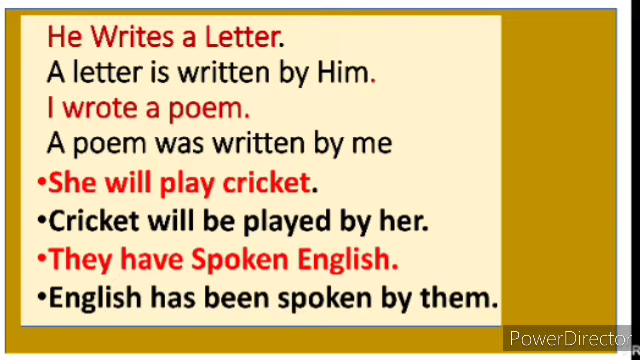 He Writes a Letter.
A letter is written by Him.
I wrote a poem.
A poem was written by me
•She will play cricket.
•Cricket will be played by her.
•They have Spoken English.
•English has been spoken by them.
PowerDirector